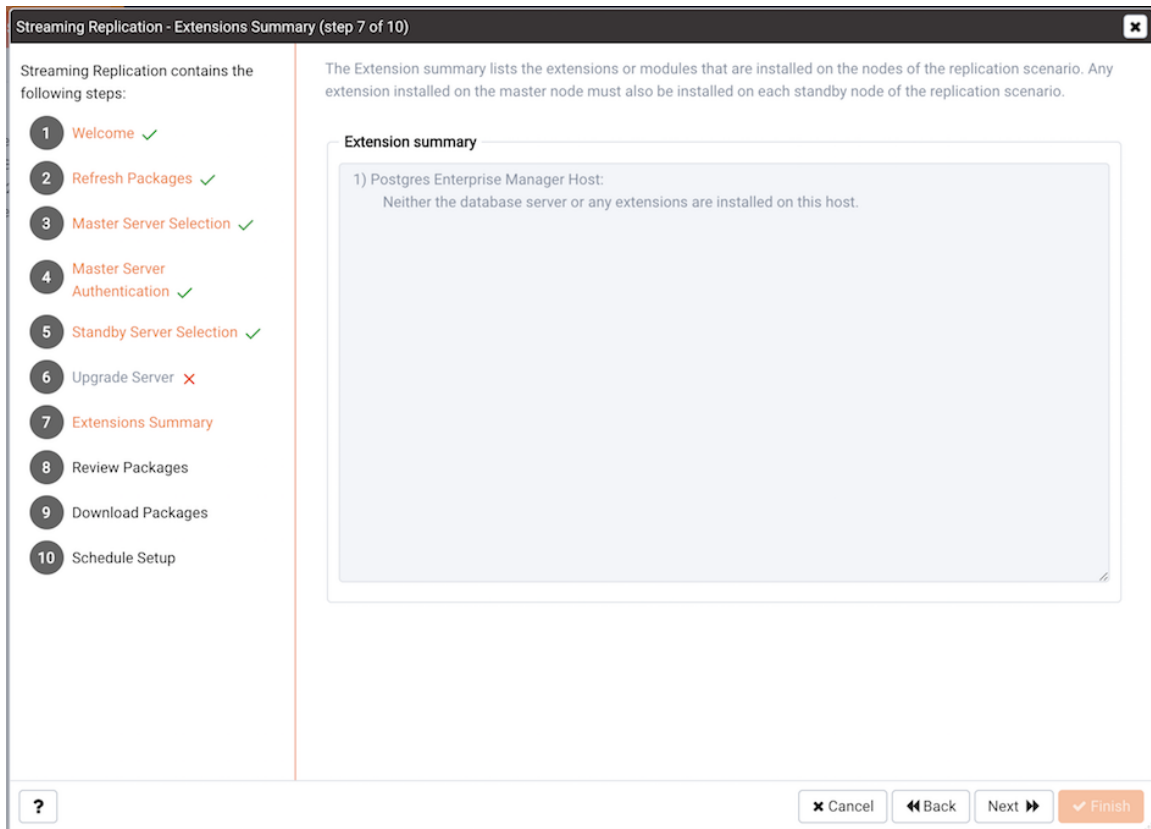 Streaming Replication - Extensions Summary (step 7 of 10)
Streaming Replication contains the
following steps:
1 Welcome
2 Refresh Packages
3 Master Server Selection
4 Master Server
Authentication
5 Standby Server Selection
6 Upgrade Server
7 Extensions Summary
8 Review Packages
9 Download Packages
10 Schedule Setup
The Extension summary lists the extensions or modules that are installed on the nodes of the replication scenario. Any
extension installed on the master node must also be installed on each standby node of the replication scenario.
Extension summary
1) Postgres Enterprise Manager Host:
Neither the database server or any extensions are installed on this host.
? Cancel Back Next Finish